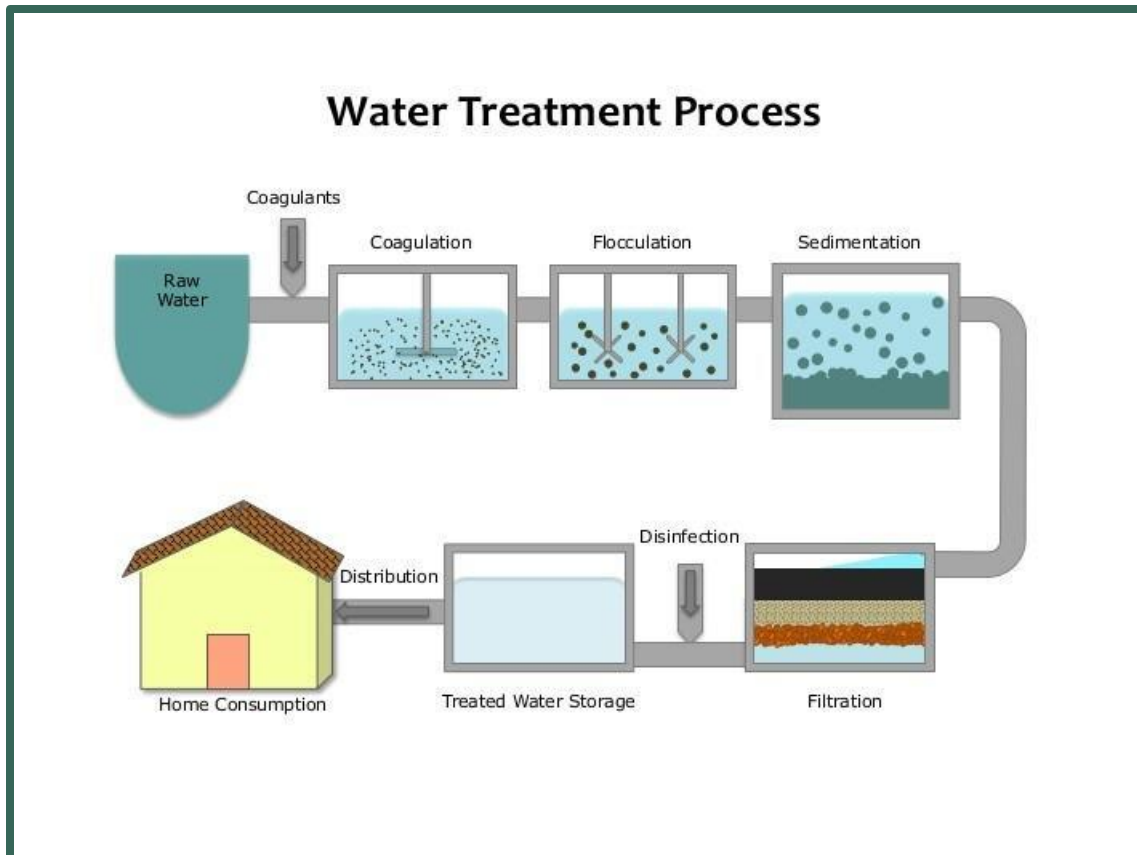 Water Treatment Process
Coagulants
Coagulation
Flocculation
Sedimentation
Raw
Water
Disinfection
Distribution
Home Consumption
Treated Water Storage
Filtration